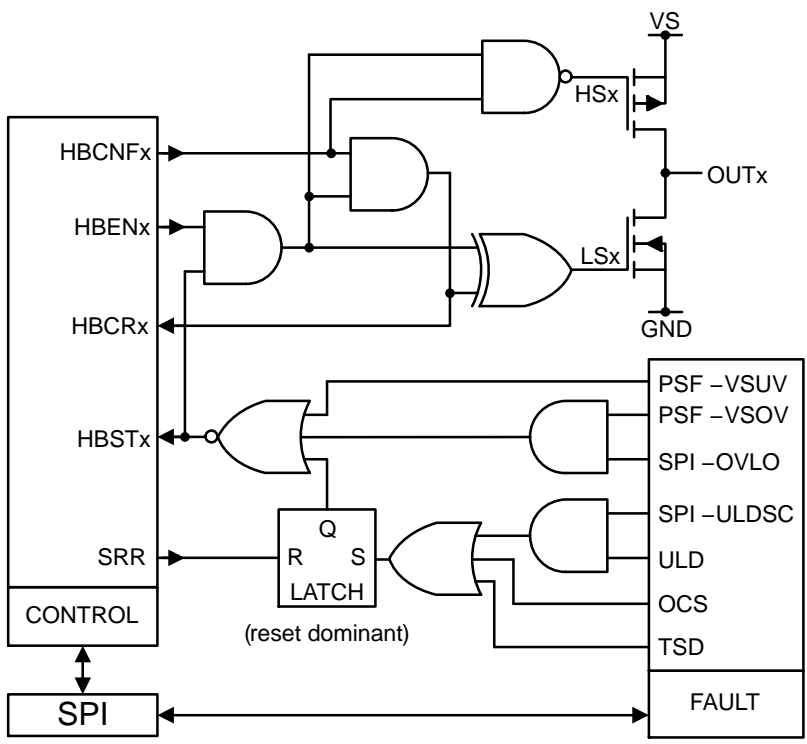 VS
HSx
HBCNFx
OUTx
HBENx
LSx
HBCRx
GND
PSF –VSUV
PSF –VSOV
HBSTx
SPI –OVLO
SPI –ULDSC
Q
SRR
R
S
ULD
LATCH
OCS
CONTROL
(reset dominant)
TSD
SPI
FAULT